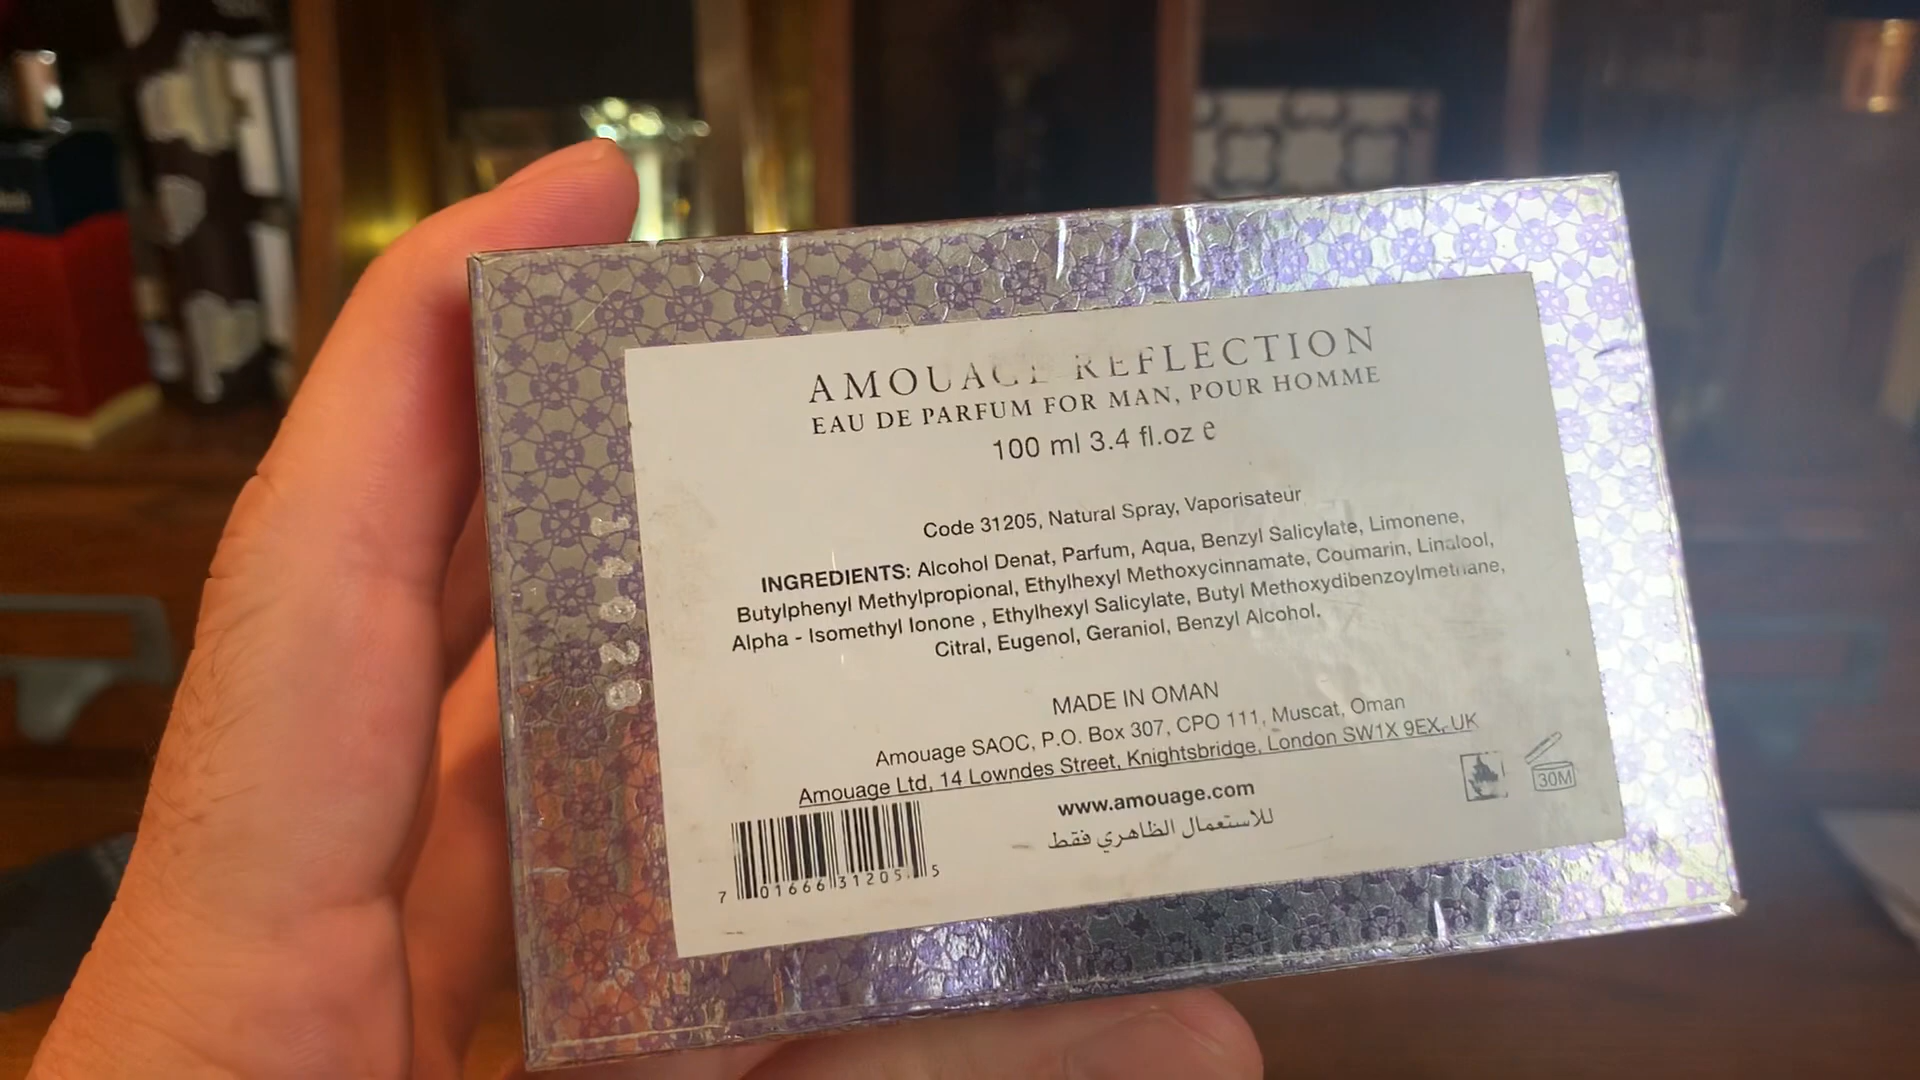 AMOUAGE REFLECTION
EAU DE PARFUM FOR MAN, POUR HOMME
100 ml 3.4 fl.oz e
Code 31205, Natural Spray, Vaporisateur
INGREDIENTS: Alcohol Denat, Parfum, Aqua, Benzyl Salicylate, Limonene,
Butylphenyl Methylpropional, Ethylhexyl Methoxycinnamate, Coumarin, Linalool,
Alpha - Isomethyl Ionone , Ethylhexyl Salicylate, Butyl Methoxydibenzoylmethane,
Citral, Eugenol, Geraniol, Benzyl Alcohol.
MADE IN OMAN
Amouage SAOC, P.O. Box 307, CPO 111, Muscat, Oman
Amouage Ltd, 14 Lowndes Street, Knightsbridge, London SW1X 9EX, UK
www.amouage.com
للاستعمال الظاهري فقط
30M
7 01666 31205 5